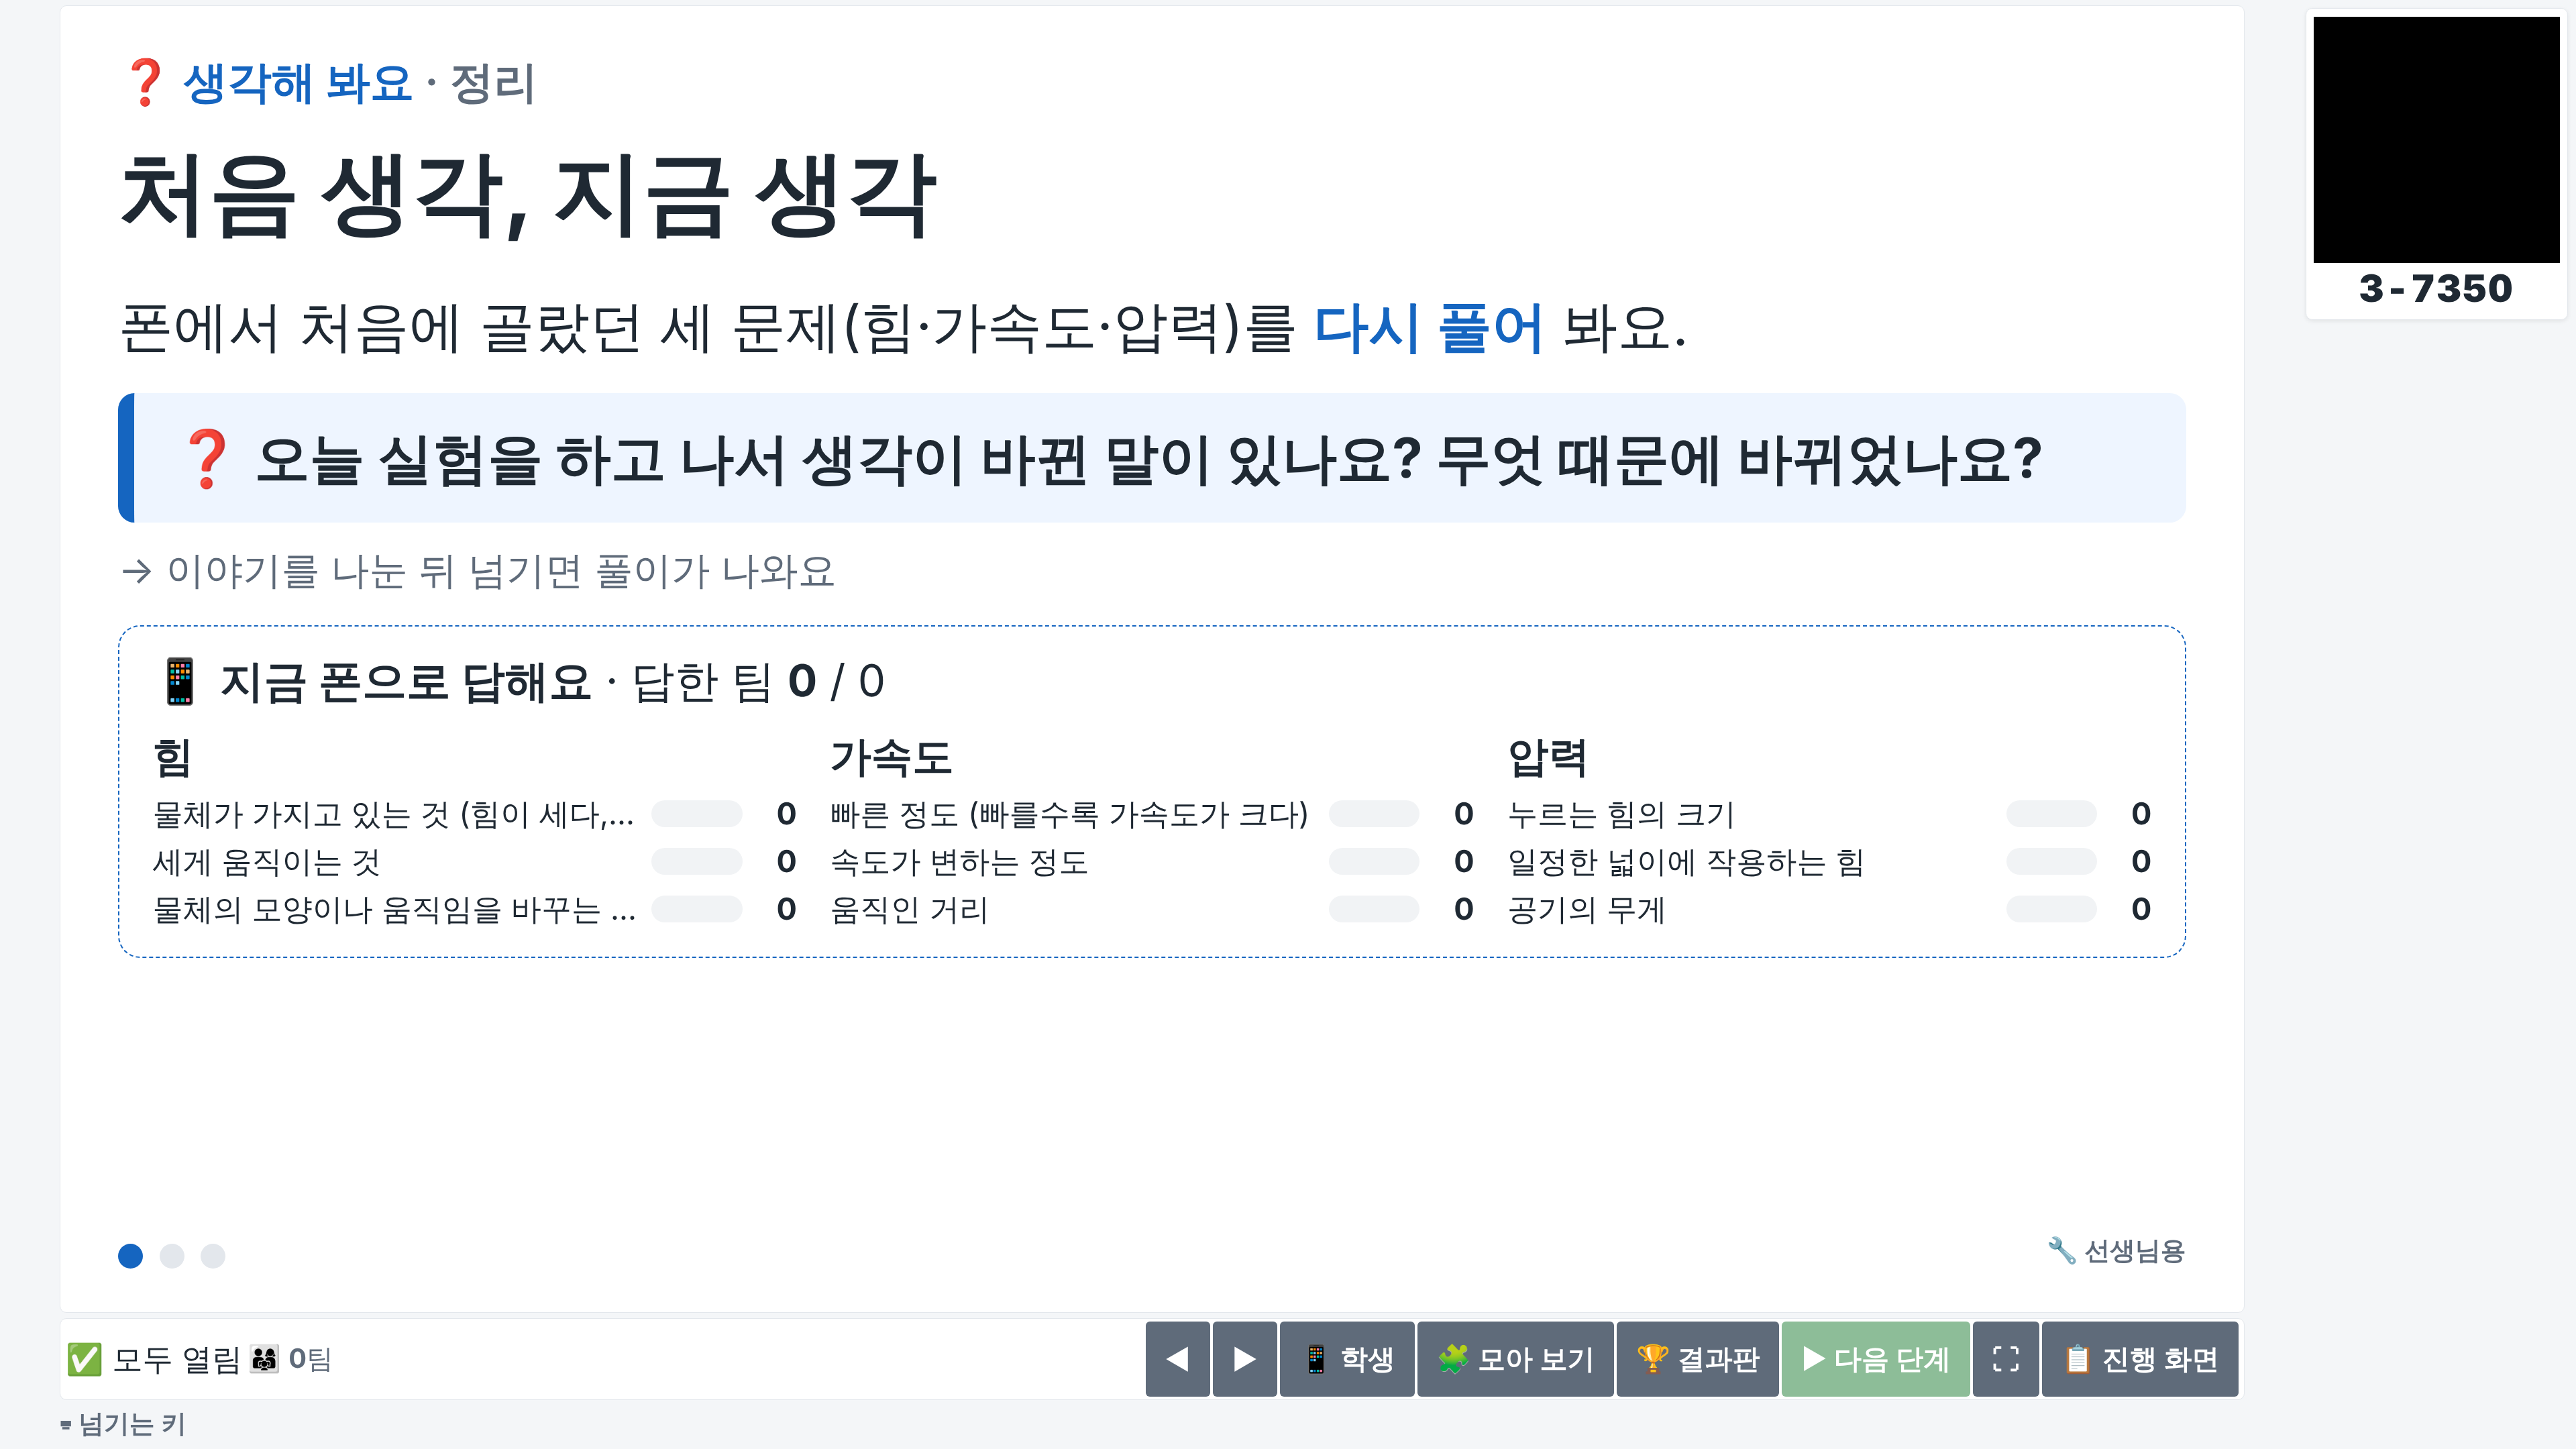 ❓ 생각해 봐요 · 정리
처음 생각, 지금 생각
폰에서 처음에 골랐던 세 문제(힘·가속도·압력)를 다시 풀어 봐요.
❓ 오늘 실험을 하고 나서 생각이 바뀐 말이 있나요? 무엇 때문에 바뀌었나요?
→ 이야기를 나눈 뒤 넘기면 풀이가 나와요
📱 지금 폰으로 답해요 · 답한 팀 0 / 0
힘
물체가 가지고 있는 것 (힘이 세다,... 0
세게 움직이는 것 0
물체의 모양이나 움직임을 바꾸는 ... 0
가속도
빠른 정도 (빠를수록 가속도가 크다) 0
속도가 변하는 정도 0
움직인 거리 0
압력
누르는 힘의 크기 0
일정한 넓이에 작용하는 힘 0
공기의 무게 0
🔧 선생님용
✅ 모두 열림 👨‍👩‍👧 0팀
◀ ▶ 📱 학생 🧩 모아 보기 🏆 결과판 ▶ 다음 단계 ⛶ 📋 진행 화면
넘기는 키
3-7350